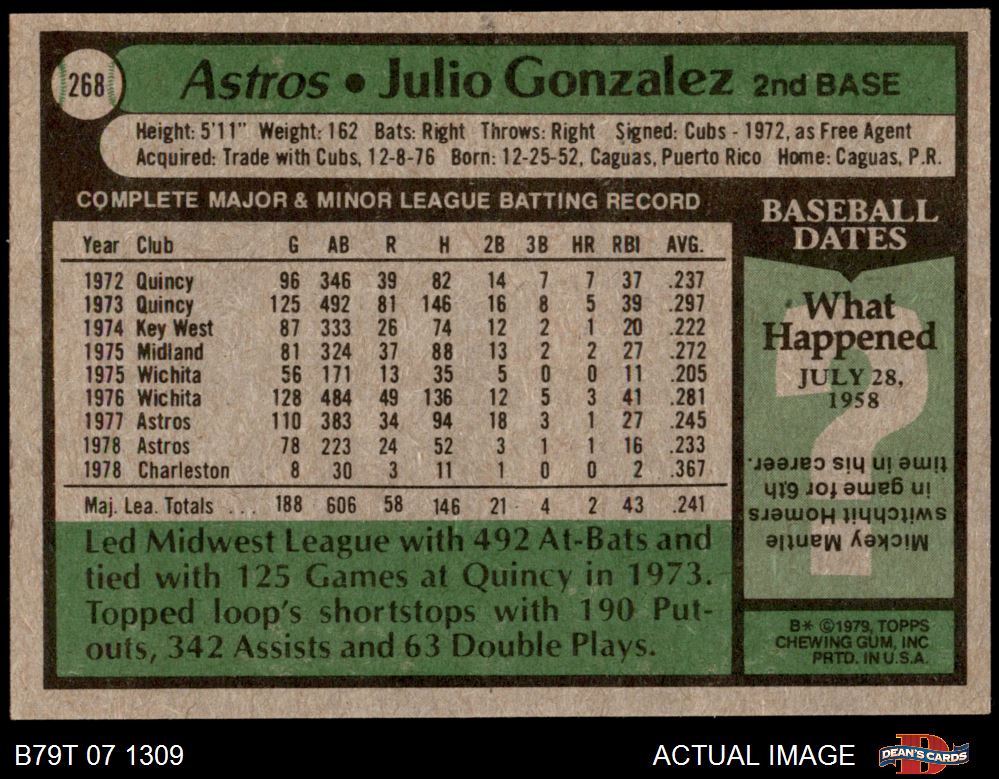 268
Astros • Julio Gonzalez 2nd BASE
Height: 5'11" Weight: 162 Bats: Right Throws: Right Signed: Cubs - 1972, as Free Agent
Acquired: Trade with Cubs, 12-8-76 Born: 12-25-52, Caguas, Puerto Rico Home: Caguas, P.R.
COMPLETE MAJOR & MINOR LEAGUE BATTING RECORD
Year Club G AB R H 2B 3B HR RBI AVG.
1972 Quincy 96 346 39 82 14 7 7 37 .237
1973 Quincy 125 492 81 146 16 8 5 39 .297
1974 Key West 87 333 26 74 12 2 1 20 .222
1975 Midland 81 324 37 88 13 2 2 27 .272
1975 Wichita 56 171 13 35 5 0 0 11 .205
1976 Wichita 128 484 49 136 12 5 3 41 .281
1977 Astros 110 383 34 94 18 3 1 27 .245
1978 Astros 78 223 24 52 3 1 1 16 .233
1978 Charleston 8 30 3 11 1 0 0 2 .367
Maj. Lea. Totals . . . 188 606 58 146 21 4 2 43 .241
Led Midwest League with 492 At-Bats and
tied with 125 Games at Quincy in 1973.
Topped loop's shortstops with 190 Put-
outs, 342 Assists and 63 Double Plays.
BASEBALL
DATES
What
Happened
JULY 28,
1958
?
Mickey Mantle
switchhit Homers
in game for 6th
time in his career.
B* ©1979, TOPPS
CHEWING GUM, INC
PRTD. IN U.S.A.
B79T 07 1309
ACTUAL IMAGE
D
DEAN'S CARDS